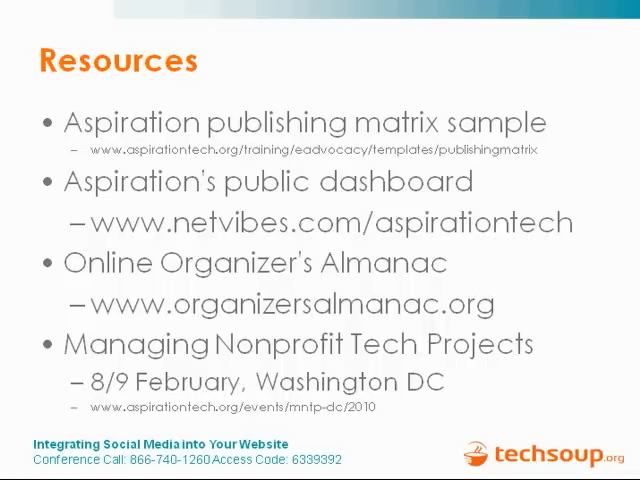 Resources
• Aspiration publishing matrix sample
– www.aspirationtech.org/training/eadvocacy/templates/publishingmatrix
• Aspiration's public dashboard
– www.netvibes.com/aspirationtech
• Online Organizer's Almanac
– www.organizersalmanac.org
• Managing Nonprofit Tech Projects
– 8/9 February, Washington DC
– www.aspirationtech.org/events/mntp-dc/2010
Integrating Social Media into Your Website
Conference Call: 866-740-1260 Access Code: 6339392
techsoup.org